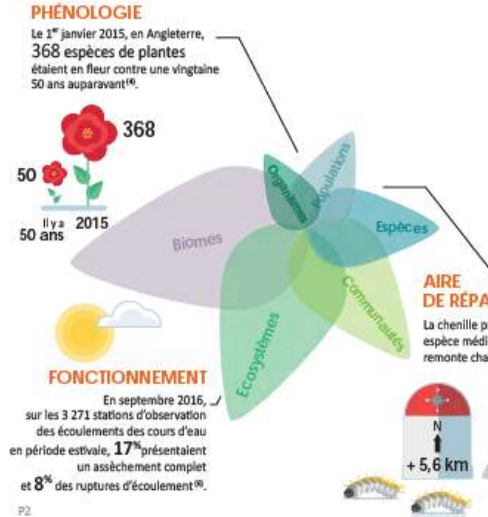 PHÉNOLOGIE
Le 1er janvier 2015, en Angleterre,
368 espèces de plantes
étaient en fleur contre une vingtaine
50 ans auparavant(4).
368
50
Il y a
50 ans
2015
Organismes
Populations
Espèces
Biomes
Communautés
Ecosystèmes
AIRE
DE RÉPA
La chenille p
espèce médi
remonte cha
N
+ 5,6 km
FONCTIONNEMENT
En septembre 2016,
sur les 3 271 stations d'observation
des écoulements des cours d'eau
en période estivale, 17% présentaient
un assèchement complet
et 8% des ruptures d'écoulement(6).
P2